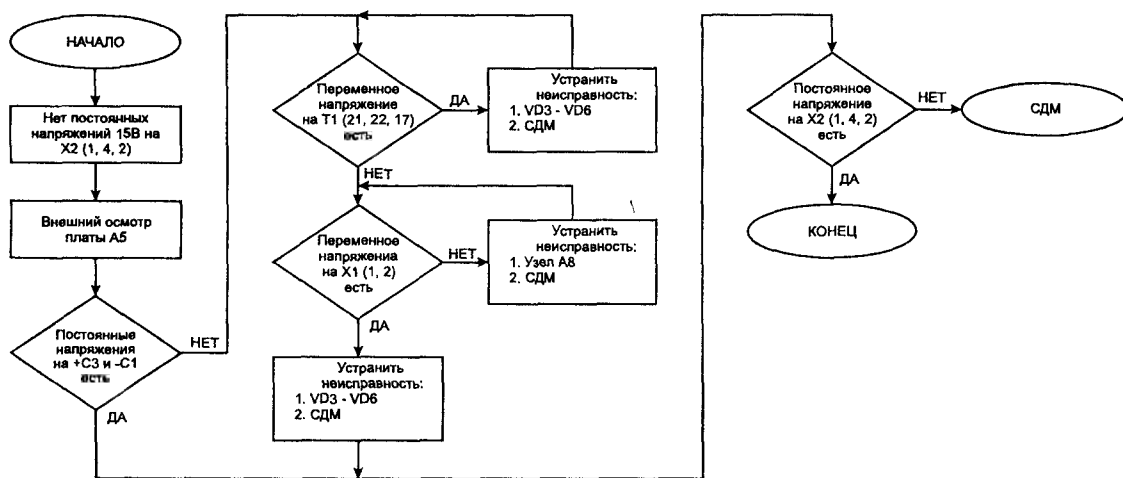 НАЧАЛО
Нет постоянных
напряжений 15В на
X2 (1, 4, 2)
Внешний осмотр
платы А5
Постоянные
напряжения
на +С3 и -С1
есть
НЕТ
ДА
Переменное
напряжение
на Т1 (21, 22, 17)
есть
ДА
НЕТ
Устранить
неисправность:
1. VD3 - VD6
2. СДМ
Переменное
напряжениа
на X1 (1, 2)
есть
НЕТ
ДА
Устранить
неисправность:
1. Узел А8
2. СДМ
Устранить
неисправность:
1. VD3 - VD6
2. СДМ
Постоянное
напряжение
на X2 (1, 4, 2)
есть
НЕТ
ДА
СДМ
КОНЕЦ